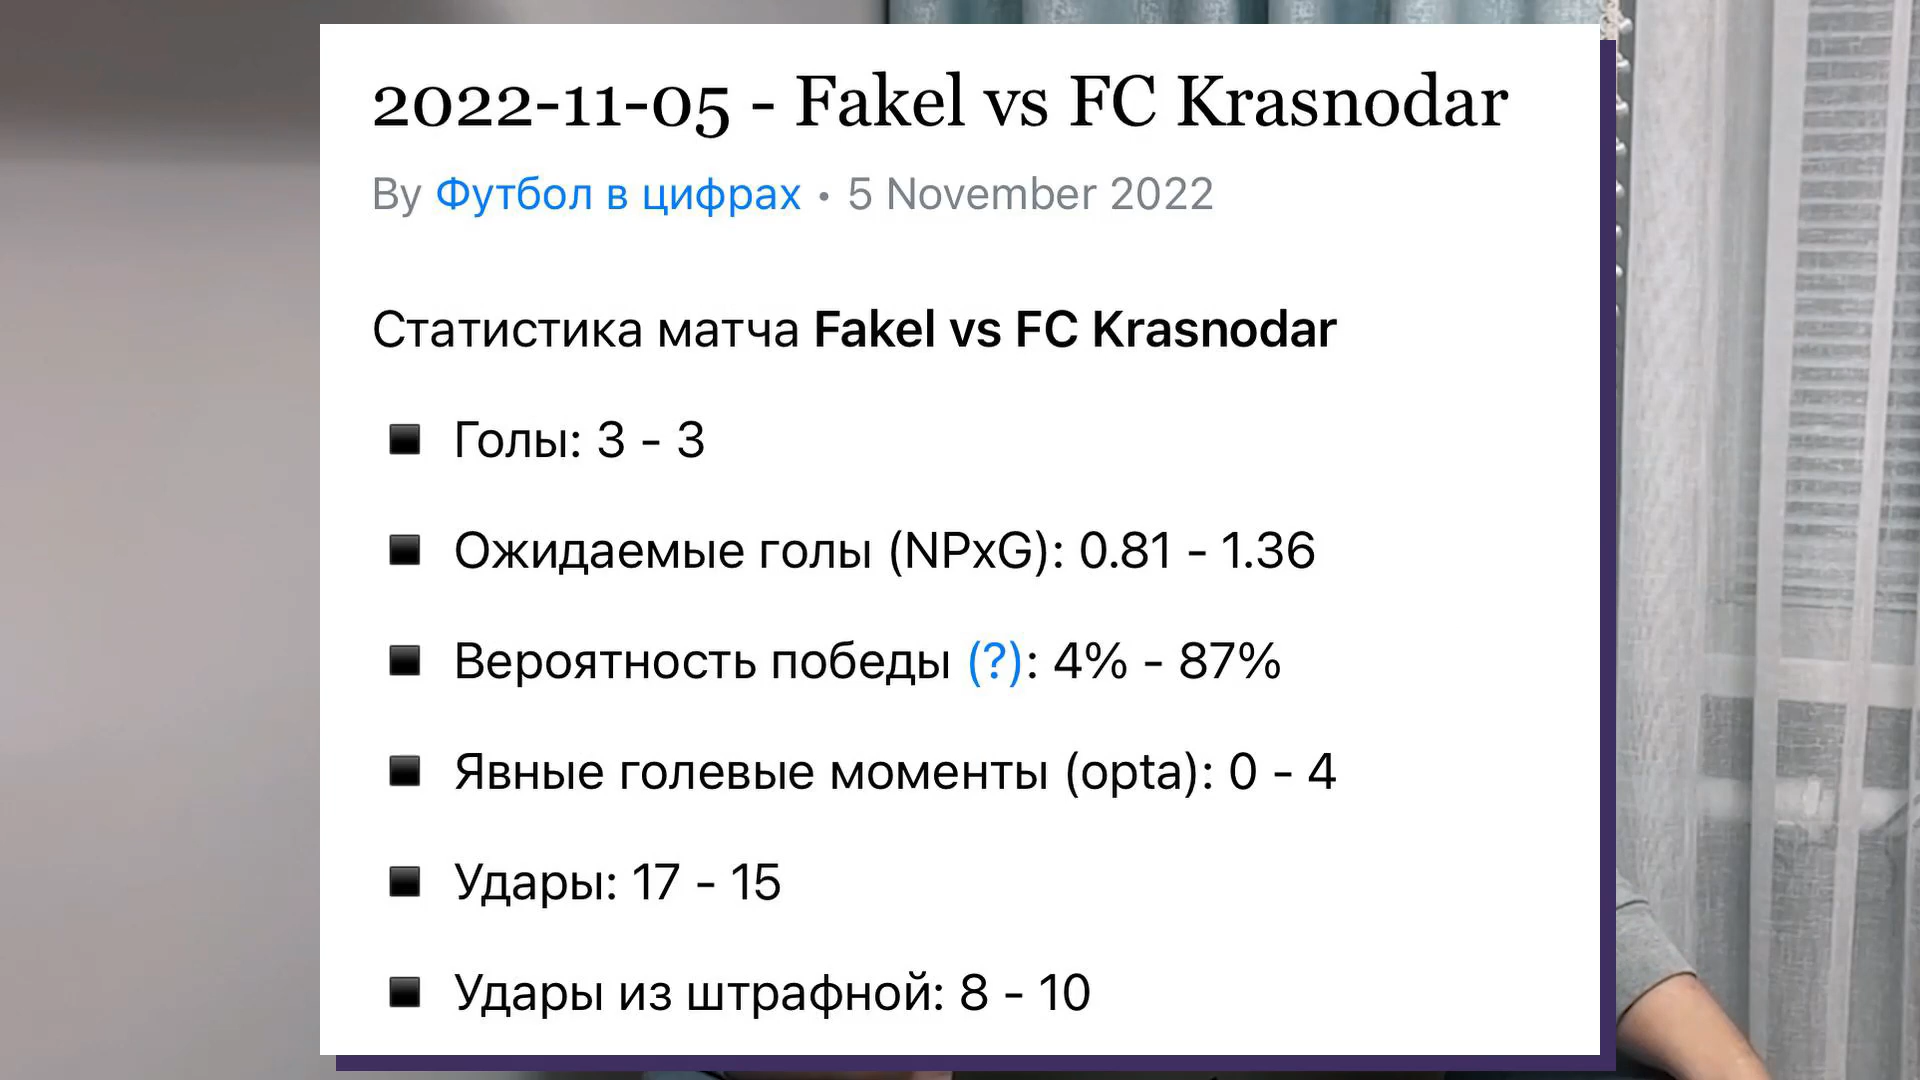 2022-11-05 - Fakel vs FC Krasnodar
By Футбол в цифрах • 5 November 2022
Статистика матча Fakel vs FC Krasnodar
▪ Голы: 3 - 3
▪ Ожидаемые голы (NPxG): 0.81 - 1.36
▪ Вероятность победы (?): 4% - 87%
▪ Явные голевые моменты (opta): 0 - 4
▪ Удары: 17 - 15
▪ Удары из штрафной: 8 - 10